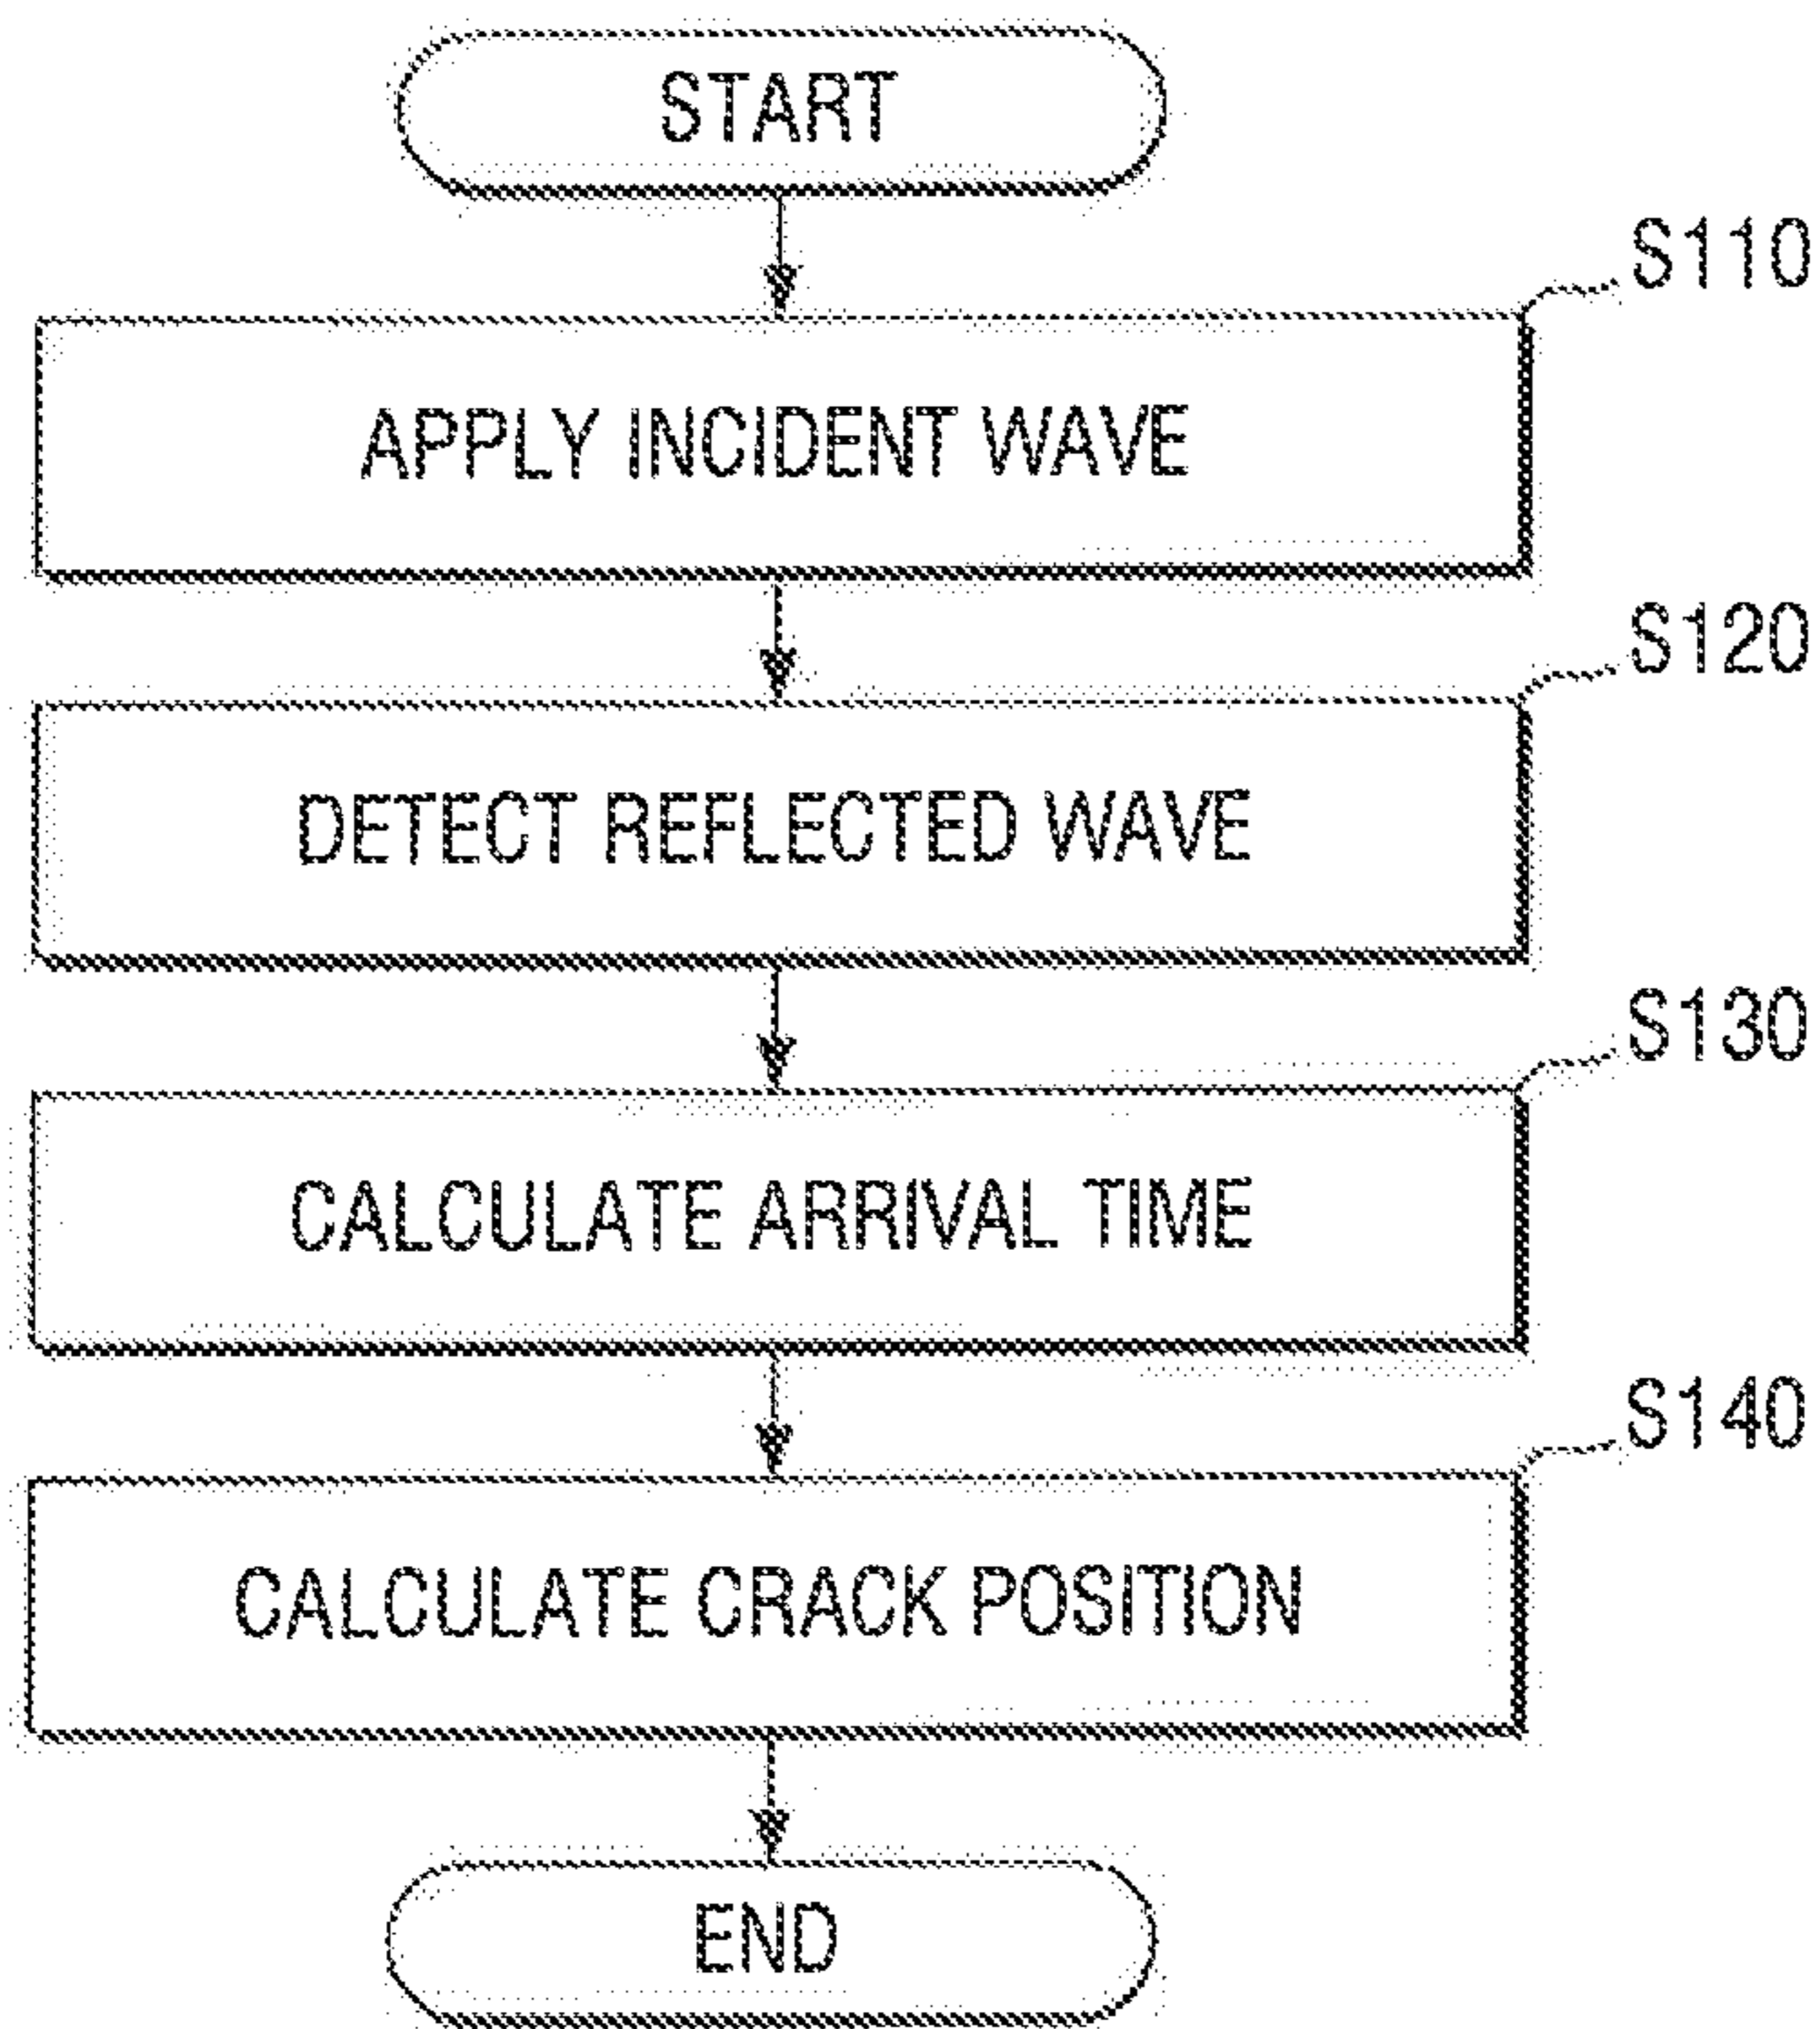 START
S110
APPLY INCIDENT WAVE
S120
DETECT REFLECTED WAVE
S130
CALCULATE ARRIVAL TIME
S140
CALCULATE CRACK POSITION
END